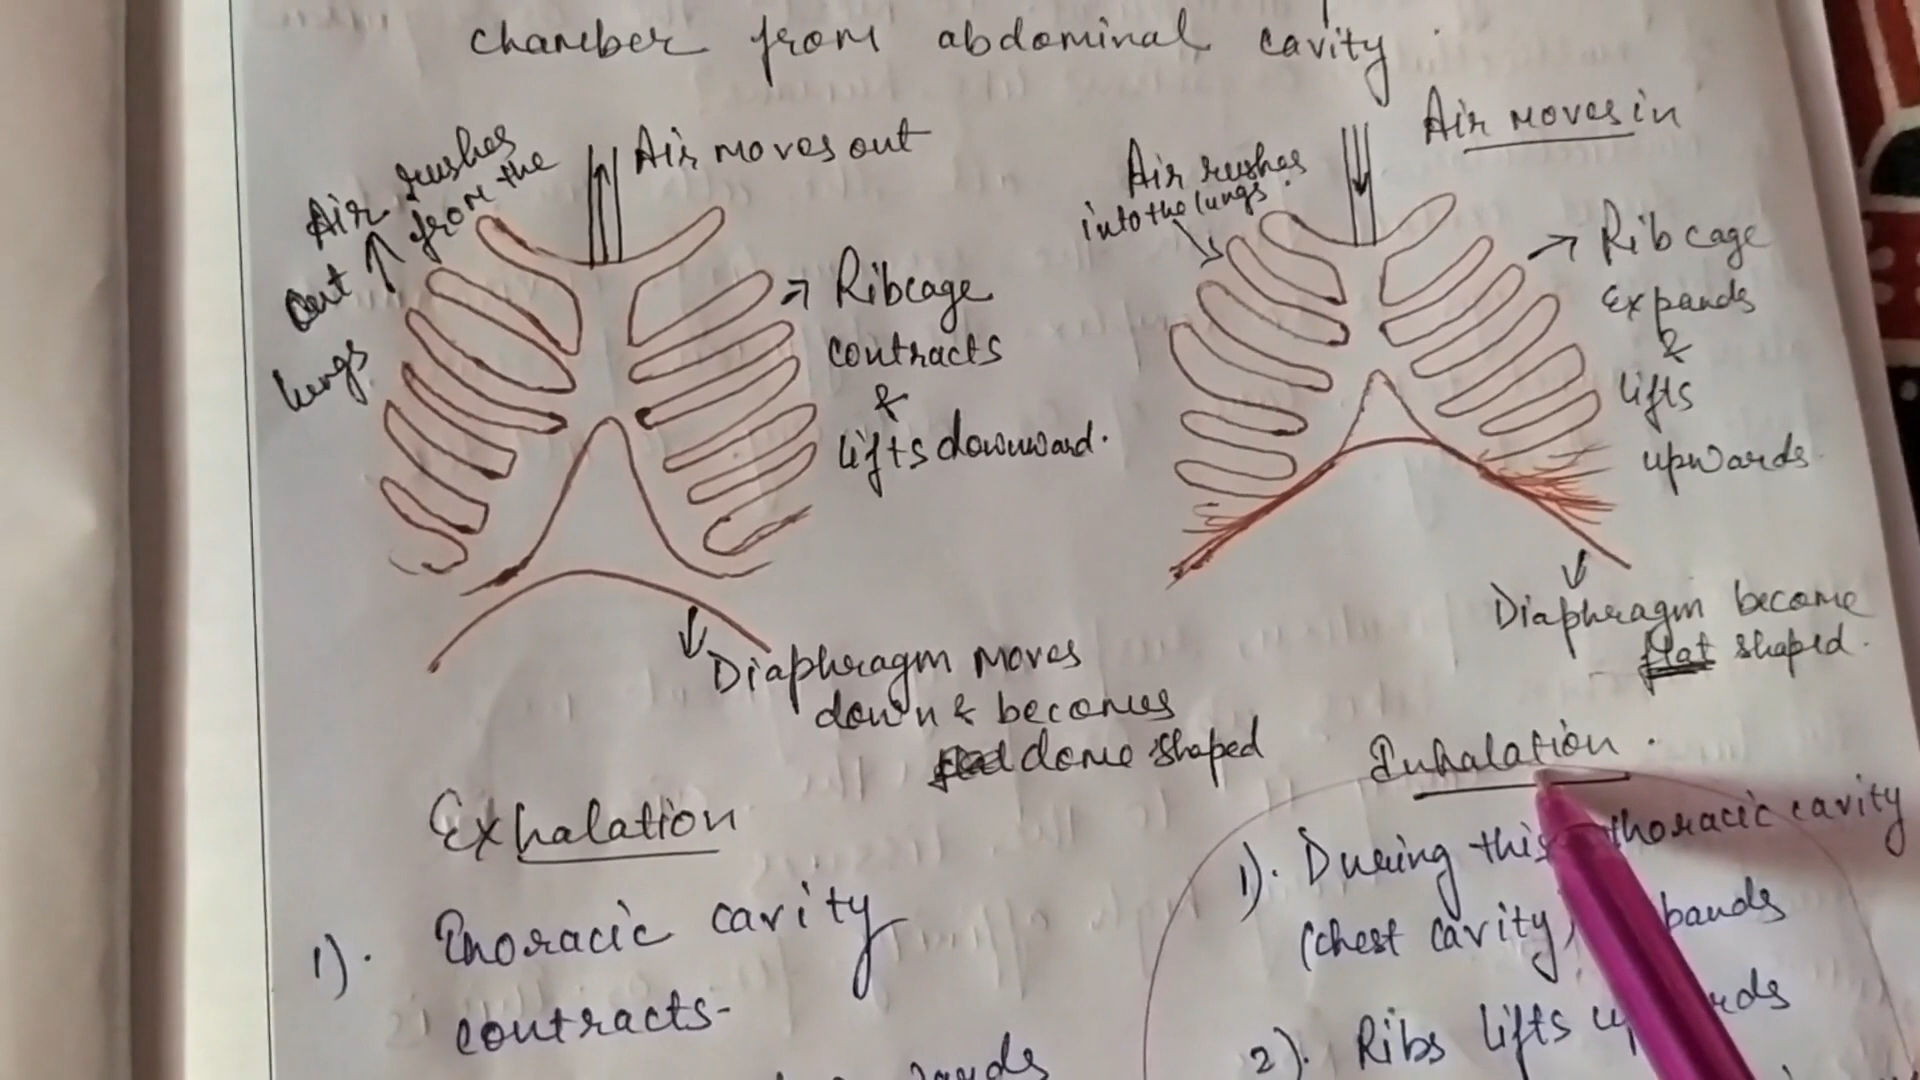 chamber from abdominal cavity.
Air rushes
out from the
lungs.
Air moves out
Ribcage
contracts
&
lifts downward.
Diaphragm moves
down & becomes
dome shaped
Exhalation
1). Thoracic cavity
contracts-
Air moves in
Air rushes
into the lungs.
Rib cage
Expands
&
lifts
upwards.
Diaphragm become
flat shaped.
Inhalation.
1). During this thoracic cavity
(chest cavity)
2). Ribs lifts